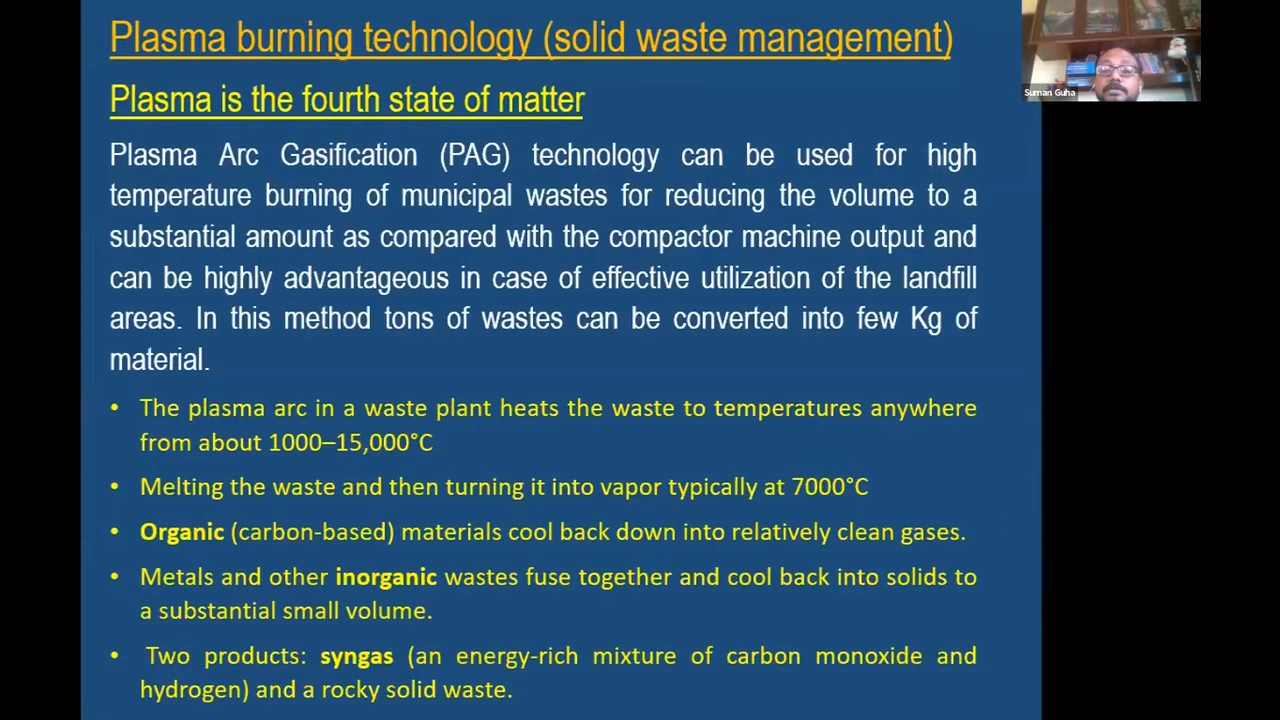 Plasma burning technology (solid waste management)
Suman Guha
Plasma is the fourth state of matter
Plasma Arc Gasification (PAG) technology can be used for high
temperature burning of municipal wastes for reducing the volume to a
substantial amount as compared with the compactor machine output and
can be highly advantageous in case of effective utilization of the landfill
areas. In this method tons of wastes can be converted into few Kg of
material.
• The plasma arc in a waste plant heats the waste to temperatures anywhere
from about 1000–15,000°C
• Melting the waste and then turning it into vapor typically at 7000°C
• Organic (carbon-based) materials cool back down into relatively clean gases.
• Metals and other inorganic wastes fuse together and cool back into solids to
a substantial small volume.
• Two products: syngas (an energy-rich mixture of carbon monoxide and
hydrogen) and a rocky solid waste.